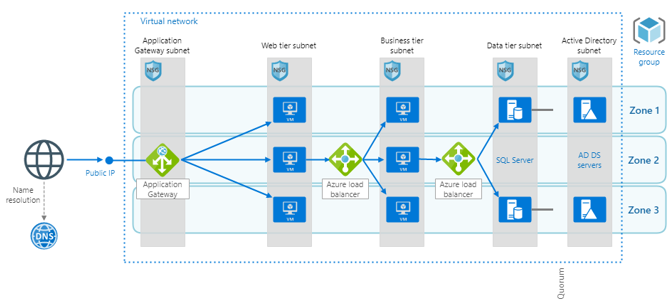 Virtual network
Application
Gateway subnet
Web tier subnet
Business tier
subnet
Data tier subnet
Active Directory
subnet
Resource
group
NSG
NSG
NSG
NSG
NSG
Zone 1
VM
VM
Zone 2
Public IP
VM
VM
SQL Server
AD DS
servers
Application
Gateway
Azure load
balancer
Azure load
balancer
Name
resolution
Zone 3
VM
VM
DNS
Quorum